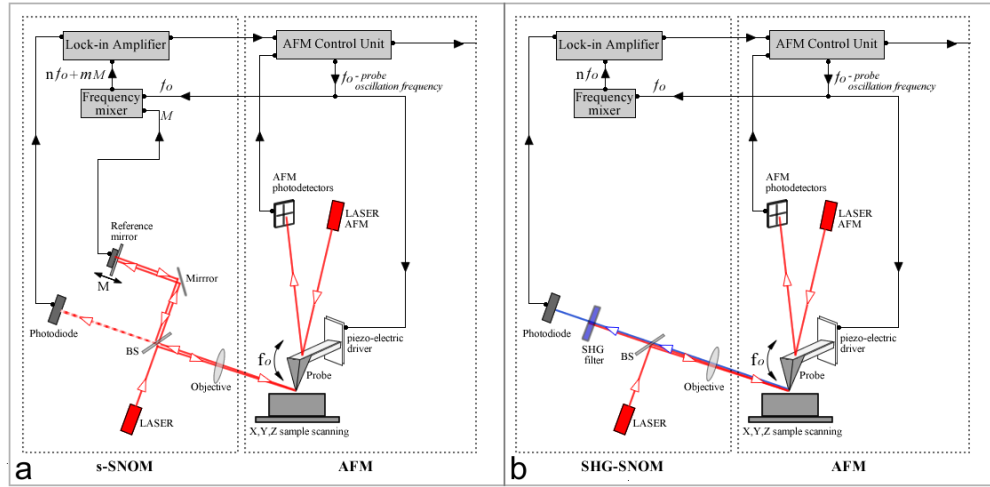 Lock-in Amplifier
AFM Control Unit
nfo+mM
fo
fo - probe
oscillation frequency
Frequency
mixer
M
AFM
photodetectors
LASER
AFM
Reference
mirror
Mirrror
M
Photodiode
BS
Objective
fo
Probe
piezo-electric
driver
LASER
X,Y,Z sample scanning
a
s-SNOM
AFM
Lock-in Amplifier
AFM Control Unit
nfo
fo
fo - probe
oscillation frequency
Frequency
mixer
AFM
photodetectors
LASER
AFM
Photodiode
SHG
filter
BS
Objective
fo
Probe
piezo-electric
driver
LASER
X,Y,Z sample scanning
b
SHG-SNOM
AFM